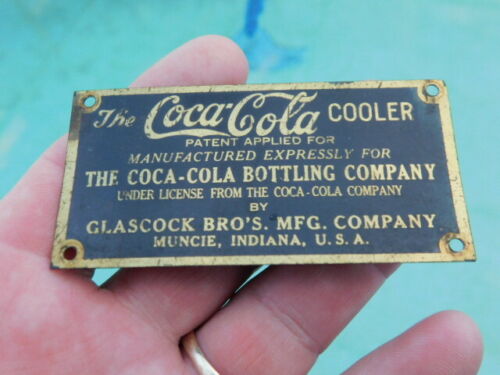 The Coca-Cola COOLER
PATENT APPLIED FOR
MANUFACTURED EXPRESSLY FOR
THE COCA-COLA BOTTLING COMPANY
UNDER LICENSE FROM THE COCA-COLA COMPANY
BY
GLASCOCK BRO'S. MFG. COMPANY
MUNCIE, INDIANA, U.S.A.